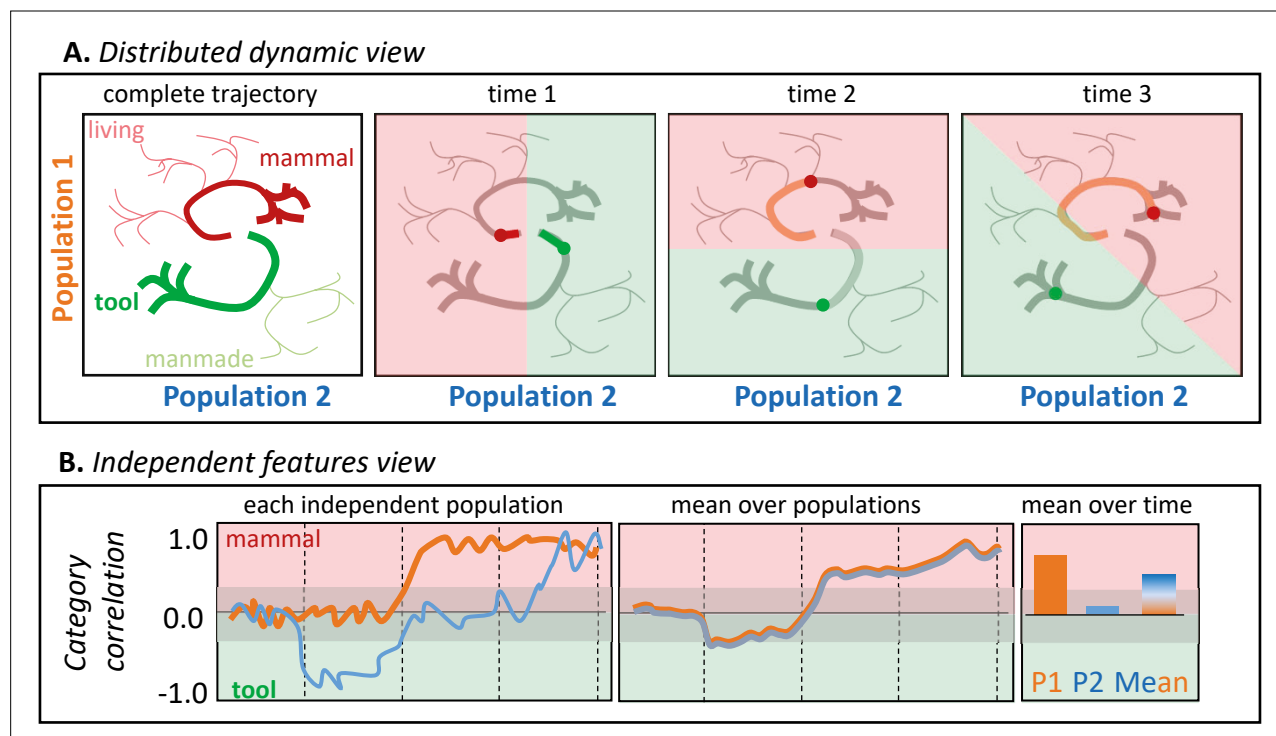 A. Distributed dynamic view
complete trajectory
time 1
time 2
time 3
Population 1
living
mammal
tool
manmade
Population 2
Population 2
Population 2
Population 2
B. Independent features view
each independent population
mean over populations
mean over time
Category
correlation
1.0
0.0
-1.0
mammal
tool
P1 P2 Mean